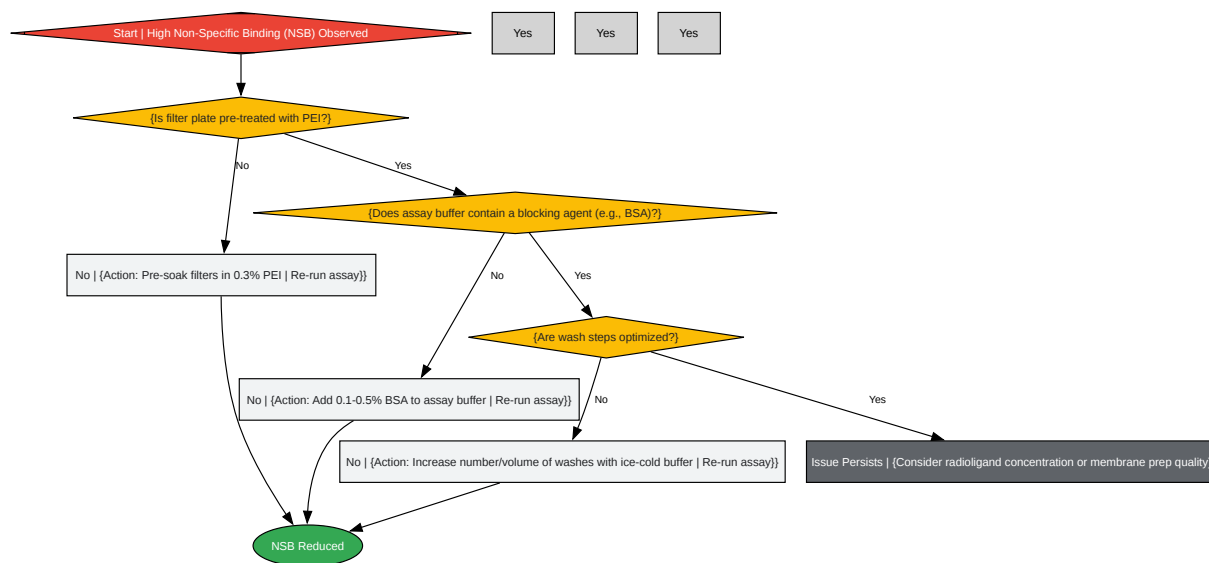 Start | High Non-Specific Binding (NSB) Observed
Yes
Yes
Yes
{Is filter plate pre-treated with PEI?}
No
Yes
{Does assay buffer contain a blocking agent (e.g., BSA)?}
No | {Action: Pre-soak filters in 0.3% PEI | Re-run assay}}
No
Yes
{Are wash steps optimized?}
No | {Action: Add 0.1-0.5% BSA to assay buffer | Re-run assay}}
No
Yes
No | {Action: Increase number/volume of washes with ice-cold buffer | Re-run assay}}
Issue Persists | {Consider radioligand concentration or membrane prep quality}
NSB Reduced